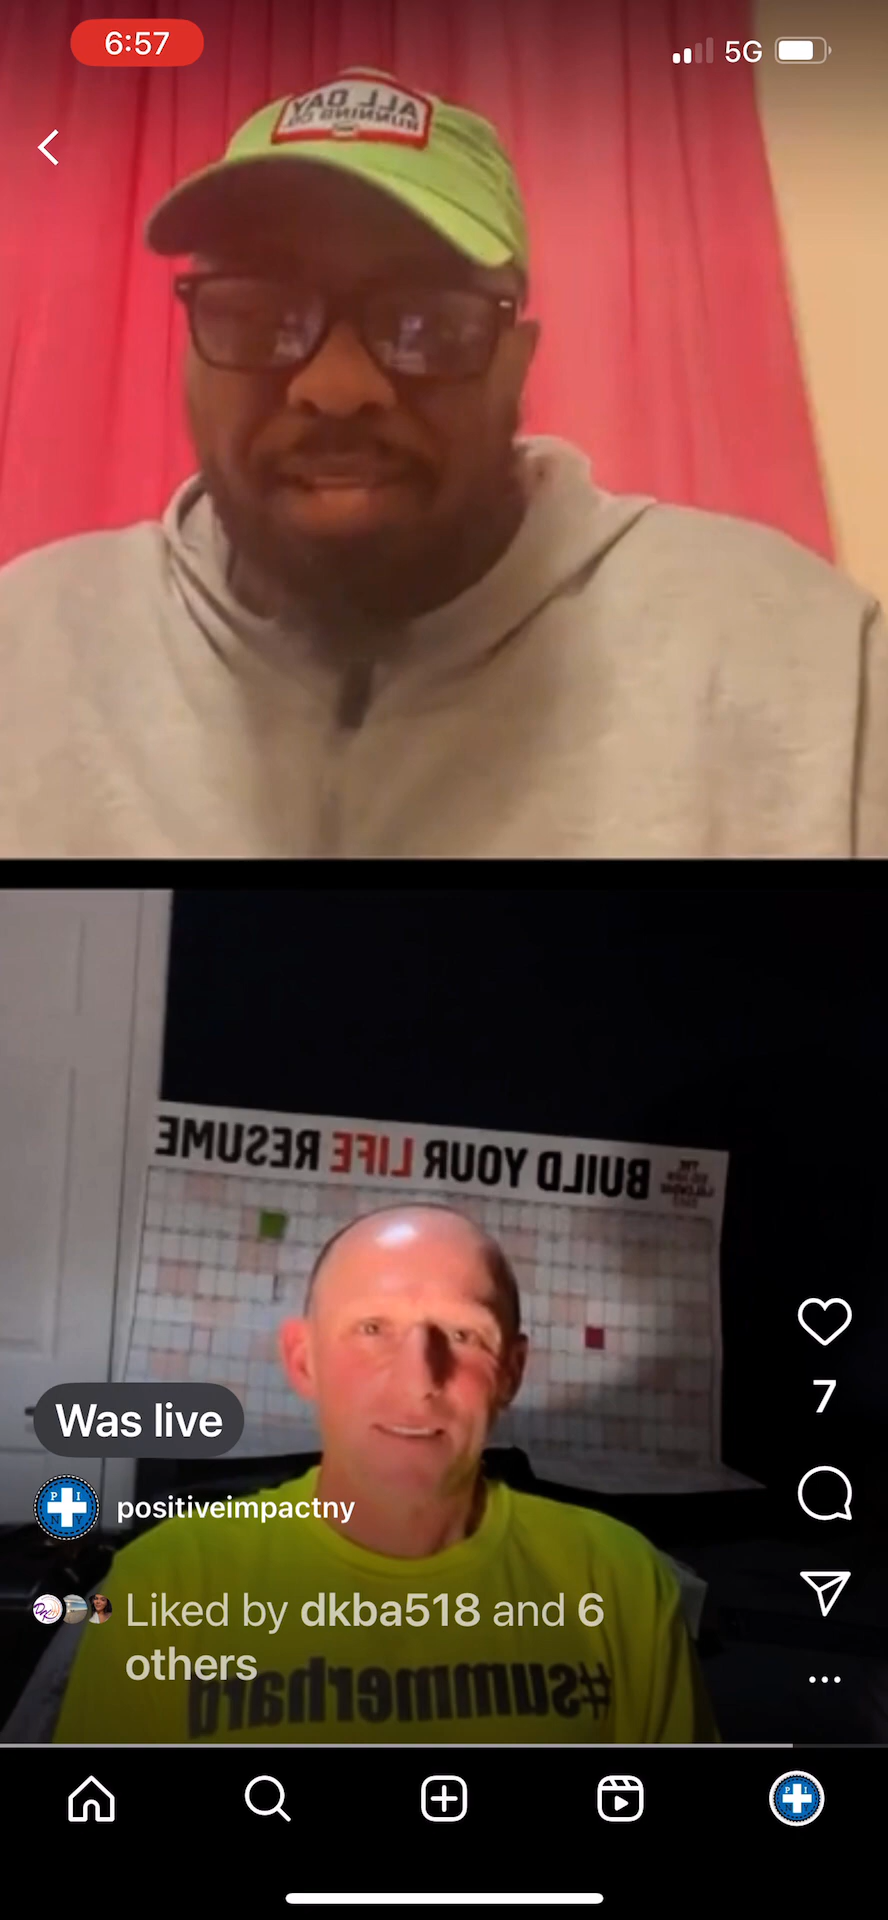 6:57
5G
ALL DAY
RUNNING CO.
BUILD YOUR LIFE RESUME
Was live
7
P I
N Y
positiveimpactny
Liked by dkba518 and 6
others
#summerhard
P I